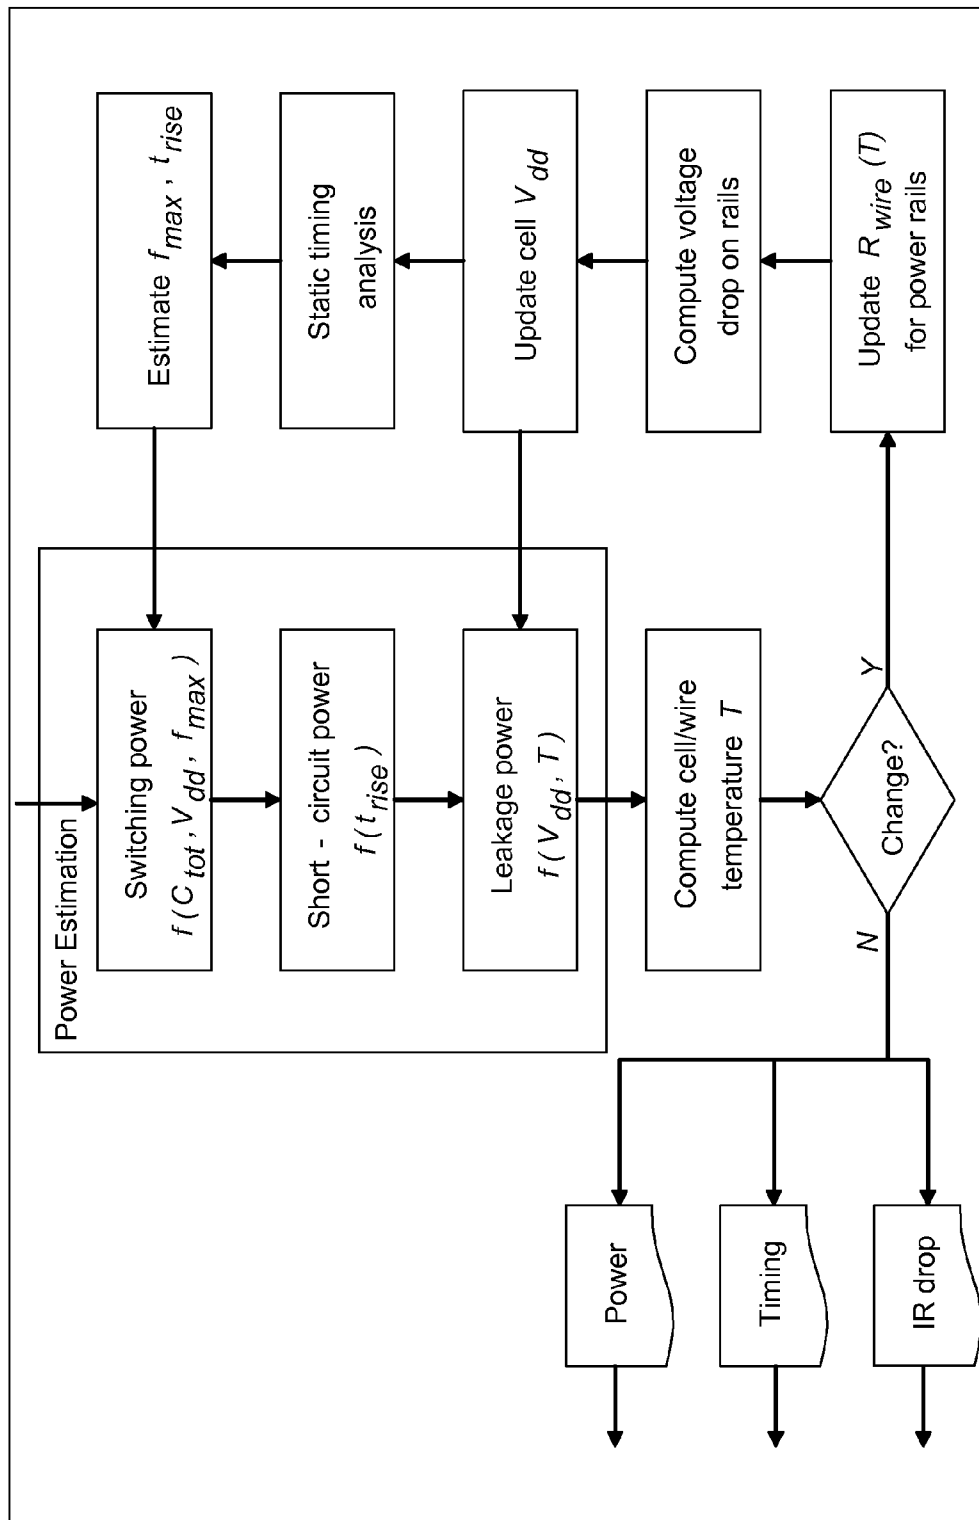 Power Estimation
Switching power
f ( C tot , V dd , f max )
Short - circuit power
f ( t rise )
Leakage power
f ( V dd , T )
Compute cell/wire
temperature T
Change?
N
Y
Estimate f max , t rise
Static timing
analysis
Update cell V dd
Compute voltage
drop on rails
Update R wire (T)
for power rails
Power
Timing
IR drop